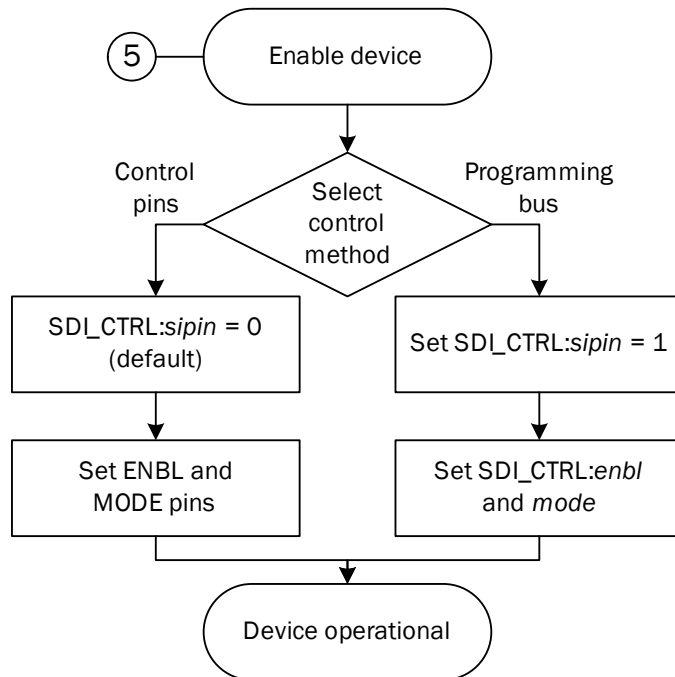 5
Enable device
Control
pins
Select
control
method
Programming
bus
SDI_CTRL:sipin = 0
(default)
Set SDI_CTRL:sipin = 1
Set ENBL and
MODE pins
Set SDI_CTRL:enbl
and mode
Device operational